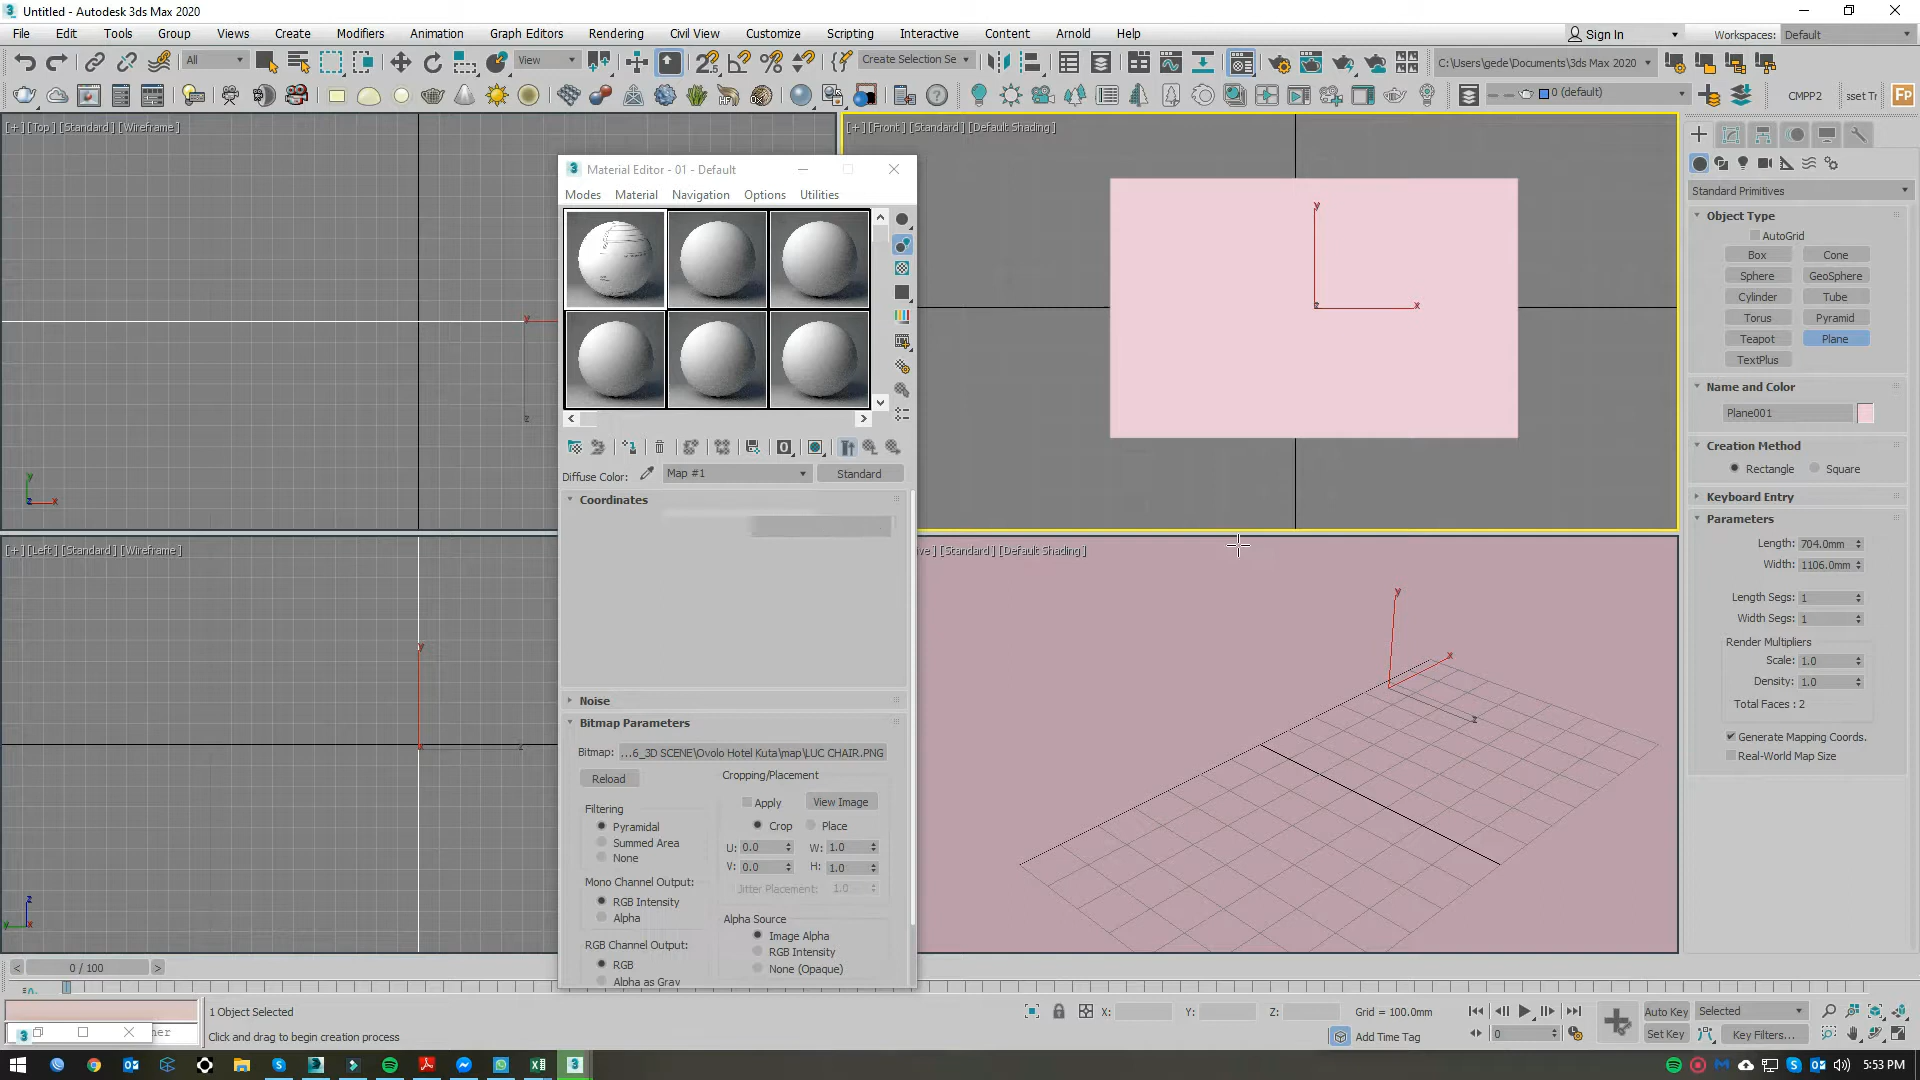 Untitled - Autodesk 3ds Max 2020
File Edit Tools Group Views Create Modifiers Animation Graph Editors Rendering Civil View Customize Scripting Interactive Content Arnold Help
Sign In Workspaces: Default
All View Create Selection Se C:\Users\gede\Documents\3ds Max 2020
0 (default) CMPP2 sset Tr Fp
[+] [Top] [Standard] [Wireframe]
[+] [Front] [Standard] [Default Shading]
[+] [Left] [Standard] [Wireframe]
ive] [Standard] [Default Shading]
Material Editor - 01 - Default
Modes Material Navigation Options Utilities
Diffuse Color: Map #1 Standard
Coordinates
Noise
Bitmap Parameters
Bitmap: ...6_3D SCENE\Ovolo Hotel Kuta\map\LUC CHAIR.PNG
Reload
Cropping/Placement
Apply View Image
Crop Place
U: 0.0 W: 1.0
V: 0.0 H: 1.0
Jitter Placement: 1.0
Filtering
Pyramidal
Summed Area
None
Mono Channel Output:
RGB Intensity
Alpha
RGB Channel Output:
RGB
Alpha as Gray
Alpha Source
Image Alpha
RGB Intensity
None (Opaque)
Standard Primitives
Object Type
AutoGrid
Box Cone
Sphere GeoSphere
Cylinder Tube
Torus Pyramid
Teapot Plane
TextPlus
Name and Color
Plane001
Creation Method
Rectangle Square
Keyboard Entry
Parameters
Length: 704.0mm
Width: 1106.0mm
Length Segs: 1
Width Segs: 1
Render Multipliers
Scale: 1.0
Density: 1.0
Total Faces : 2
Generate Mapping Coords.
Real-World Map Size
0 / 100
1 Object Selected
Click and drag to begin creation process
X: Y: Z: Grid = 100.0mm
Add Time Tag
Auto Key Selected
Set Key Key Filters...
0
5:53 PM